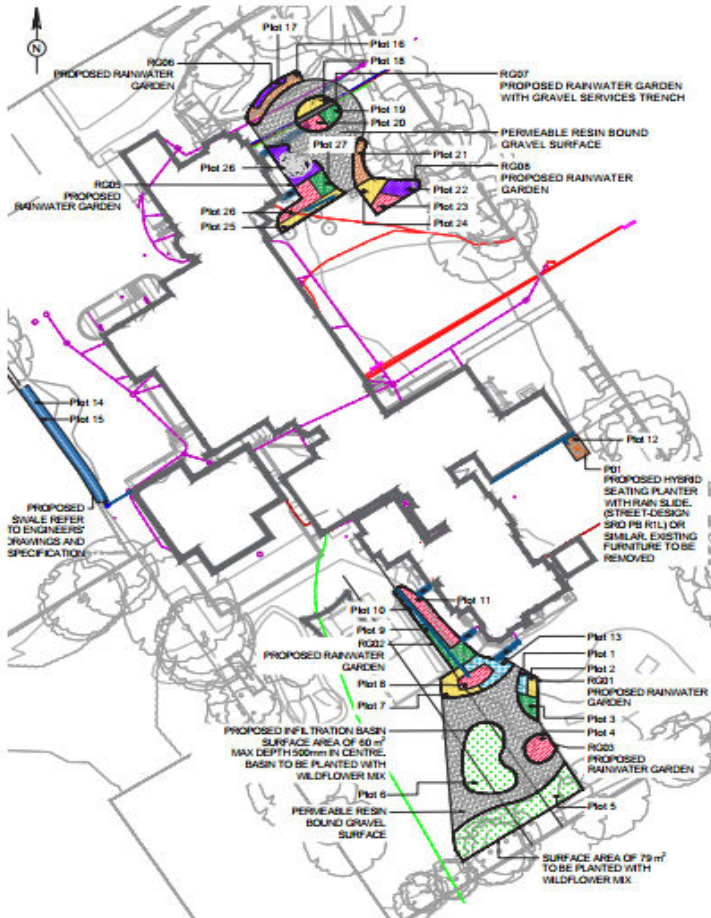 Plot 17
Plot 16
Plot 18
RG06
PROPOSED RAINWATER
GARDEN
RG07
PROPOSED RAINWATER GARDEN
WITH GRAVEL SERVICES TRENCH
N
Plot 19
Plot 20
PERMEABLE RESIN BOUND
GRAVEL SURFACE
Plot 27
Plot 21
Plot 26
RG08
PROPOSED RAINWATER
GARDEN
RG05
PROPOSED
RAINWATER GARDEN
Plot 22
Plot 23
Plot 26
Plot 24
Plot 25
Plot 14
Plot 15
Plot 12
P01
PROPOSED HYBRID
SEATING PLANTER
WITH RAIN SLIDE.
(STREET-DESIGN
SRO PB R1L) OR
SIMILAR. EXISTING
FURNITURE TO BE
REMOVED
PROPOSED
SWALE REFER
TO ENGINEERS'
DRAWINGS AND
SPECIFICATION
Plot 11
Plot 10
Plot 9
RG02
PROPOSED RAINWATER
GARDEN
Plot 13
Plot 1
Plot 2
RG01
PROPOSED RAINWATER
GARDEN
Plot 8
Plot 7
Plot 3
Plot 4
RG03
PROPOSED
RAINWATER GARDEN
PROPOSED INFILTRATION BASIN
SURFACE AREA OF 60 m²
MAX DEPTH 500mm IN CENTRE.
BASIN TO BE PLANTED WITH
WILDFLOWER MIX
Plot 6
Plot 5
PERMEABLE RESIN
BOUND GRAVEL
SURFACE
SURFACE AREA OF 79 m²
TO BE PLANTED WITH
WILDFLOWER MIX